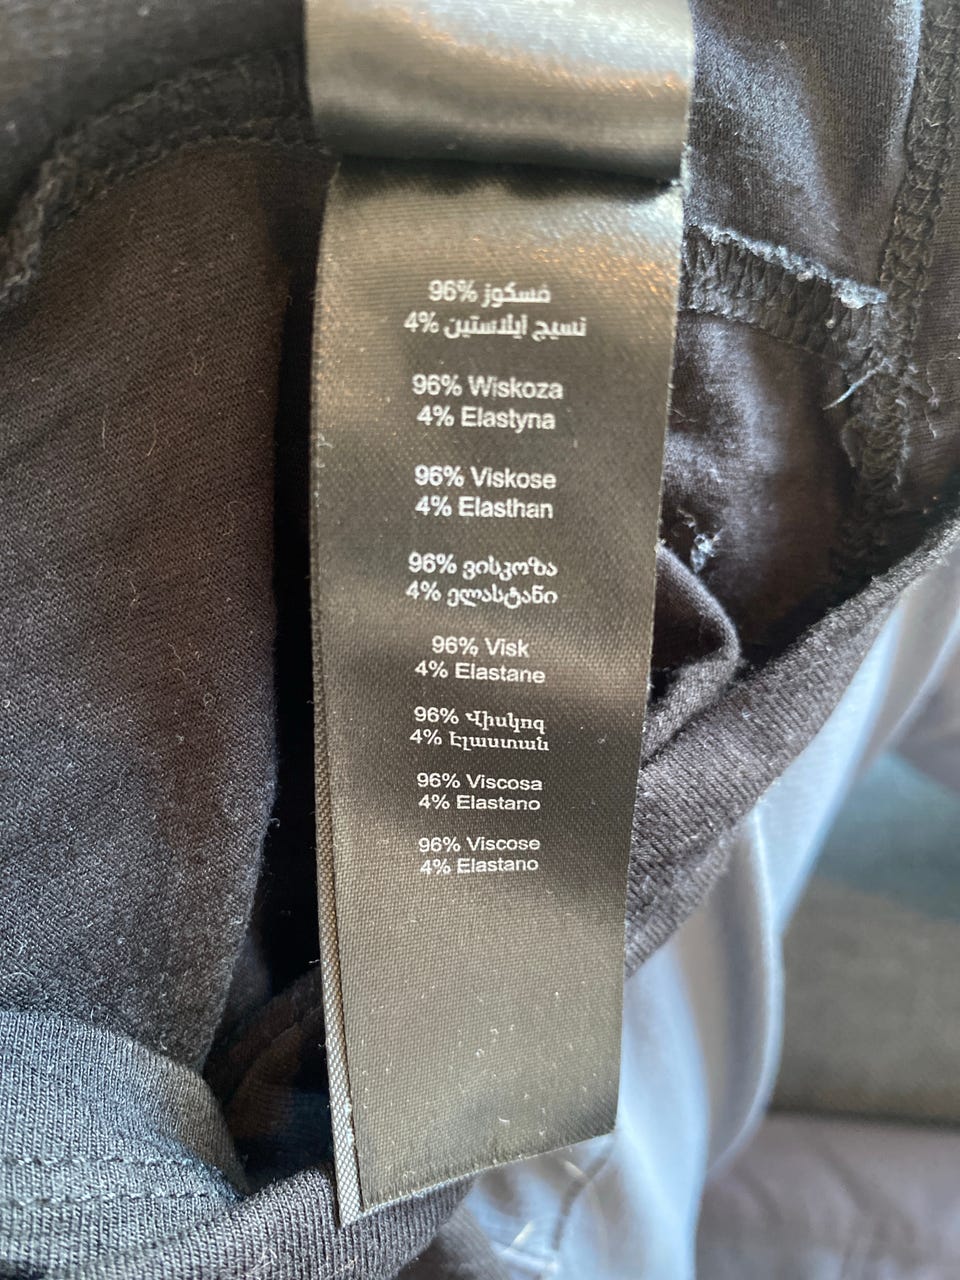 96% فسكوز
4% نسيج إيلاستين
96% Wiskoza
4% Elastyna
96% Viskose
4% Elasthan
96% ვისკოზა
4% ელასტანი
96% Visk
4% Elastane
96% Վիսկոզ
4% Էլաստան
96% Viscosa
4% Elastano
96% Viscose
4% Elastano